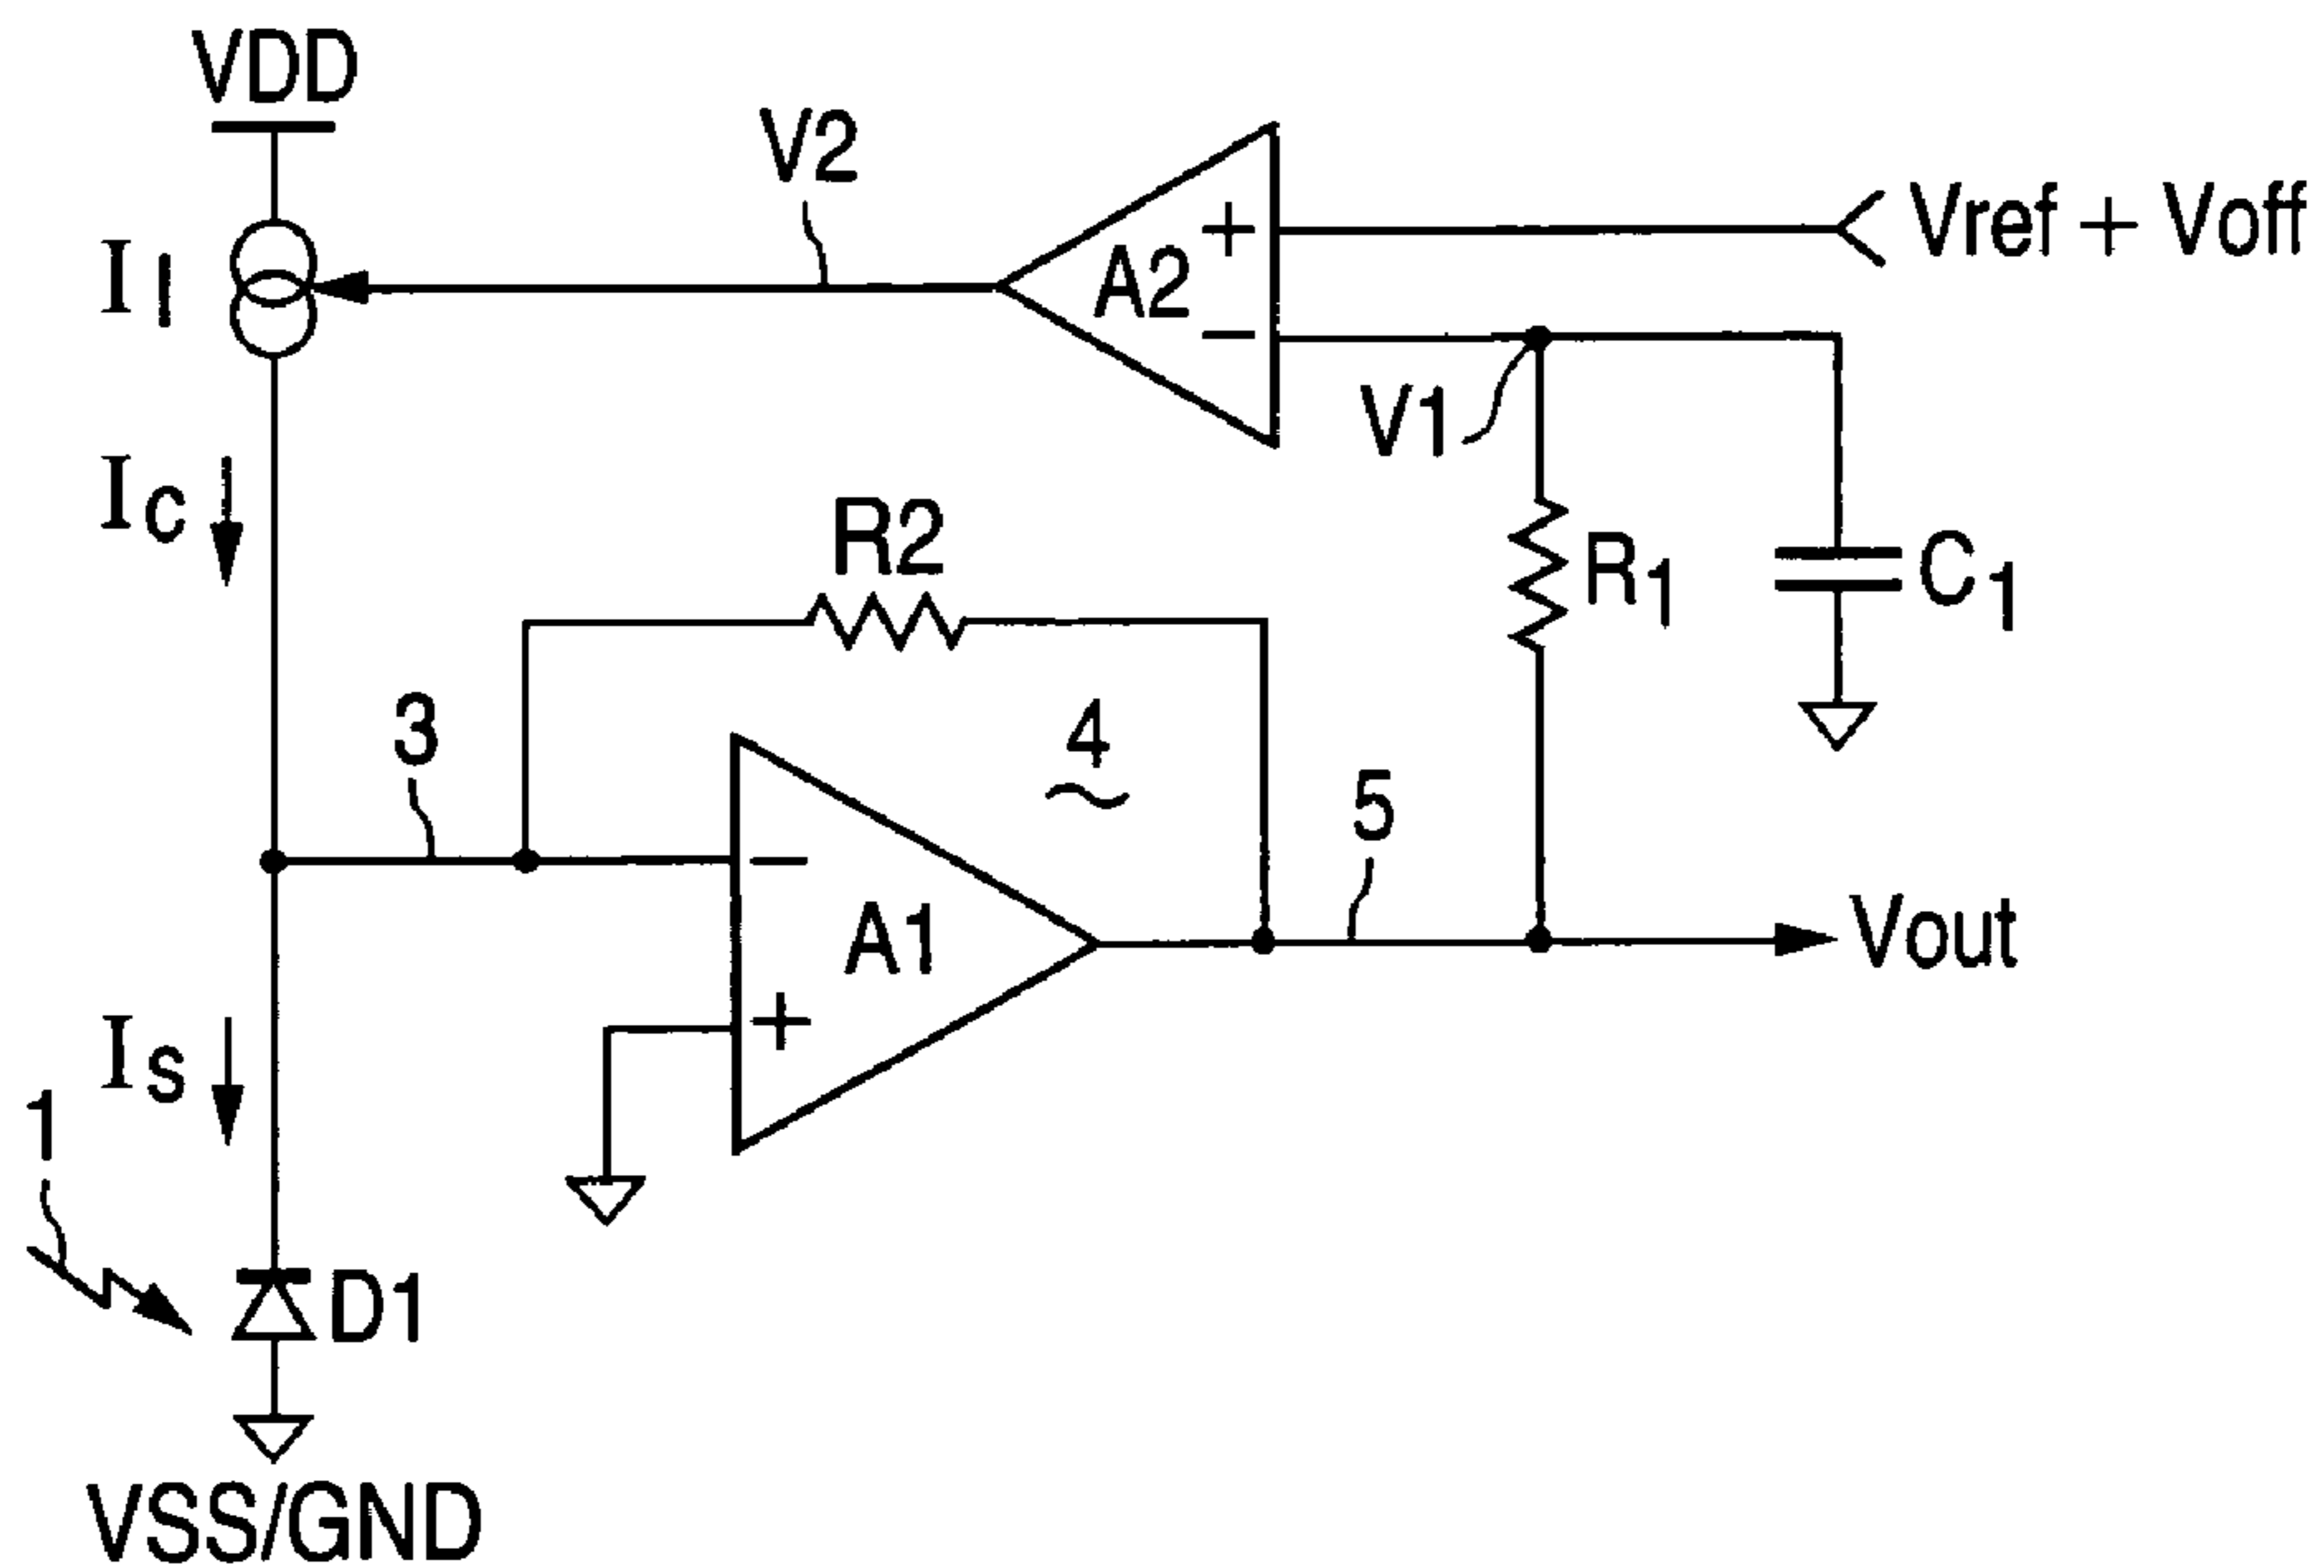 VDD
V2
Vref + Voff
I1
+
A2
−
V1
Ic
R2
R1
C1
3
4
5
−
A1
+
Vout
Is
1
D1
VSS/GND